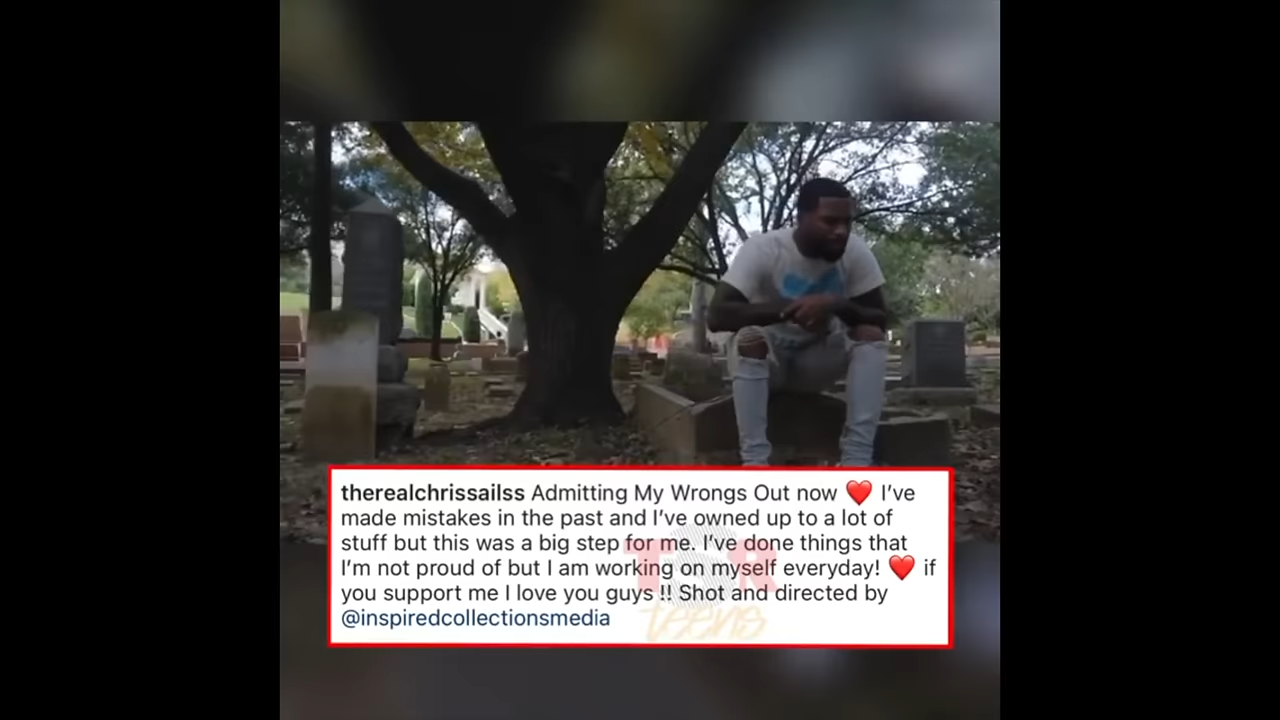 therealchrissailss Admitting My Wrongs Out now ❤️ I’ve
made mistakes in the past and I’ve owned up to a lot of
stuff but this was a big step for me. I’ve done things that
I’m not proud of but I am working on myself everyday! ❤️ if
you support me I love you guys !! Shot and directed by
@inspiredcollectionsmedia
TSR
teens